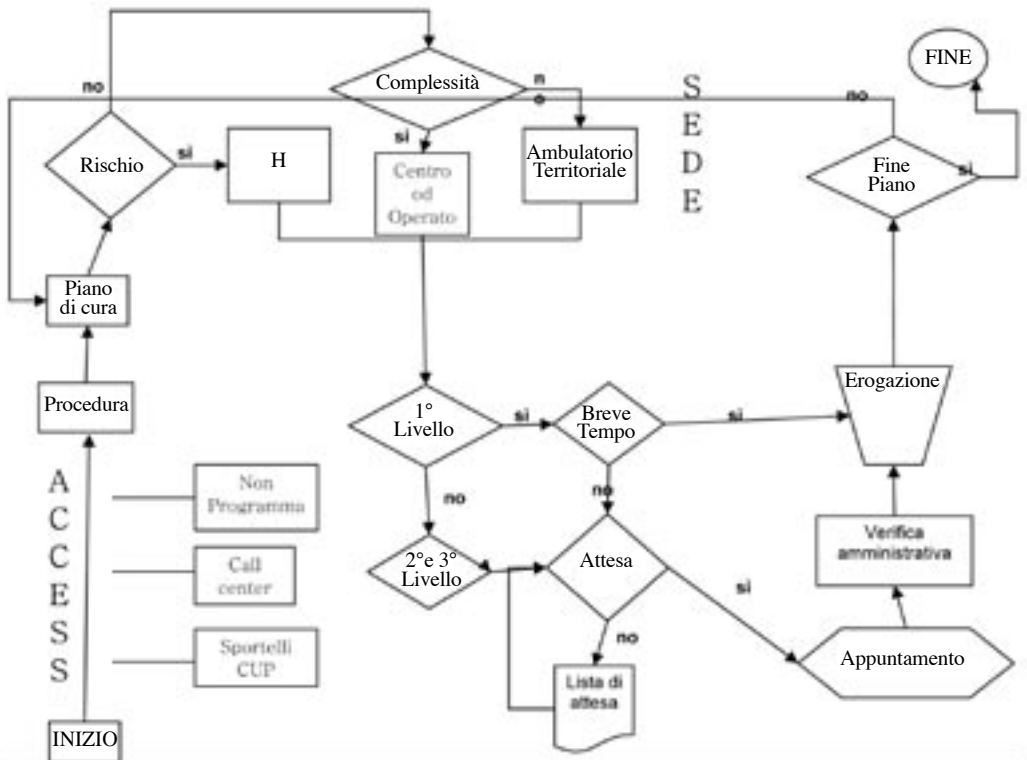 FINE
Complessità
n
o
no
no
S
E
D
E
si
Rischio
si
H
Centro
od
Operato
Ambulatorio
Territoriale
Fine
Piano
si
Piano
di cura
Procedura
1°
Livello
si
Breve
Tempo
si
Erogazione
A
C
C
E
S
S
Non
Programma
no
no
Call
center
2°e 3°
Livello
Attesa
Verifica
amministrativa
si
Sportelli
CUP
no
Lista di
attesa
Appuntamento
INIZIO